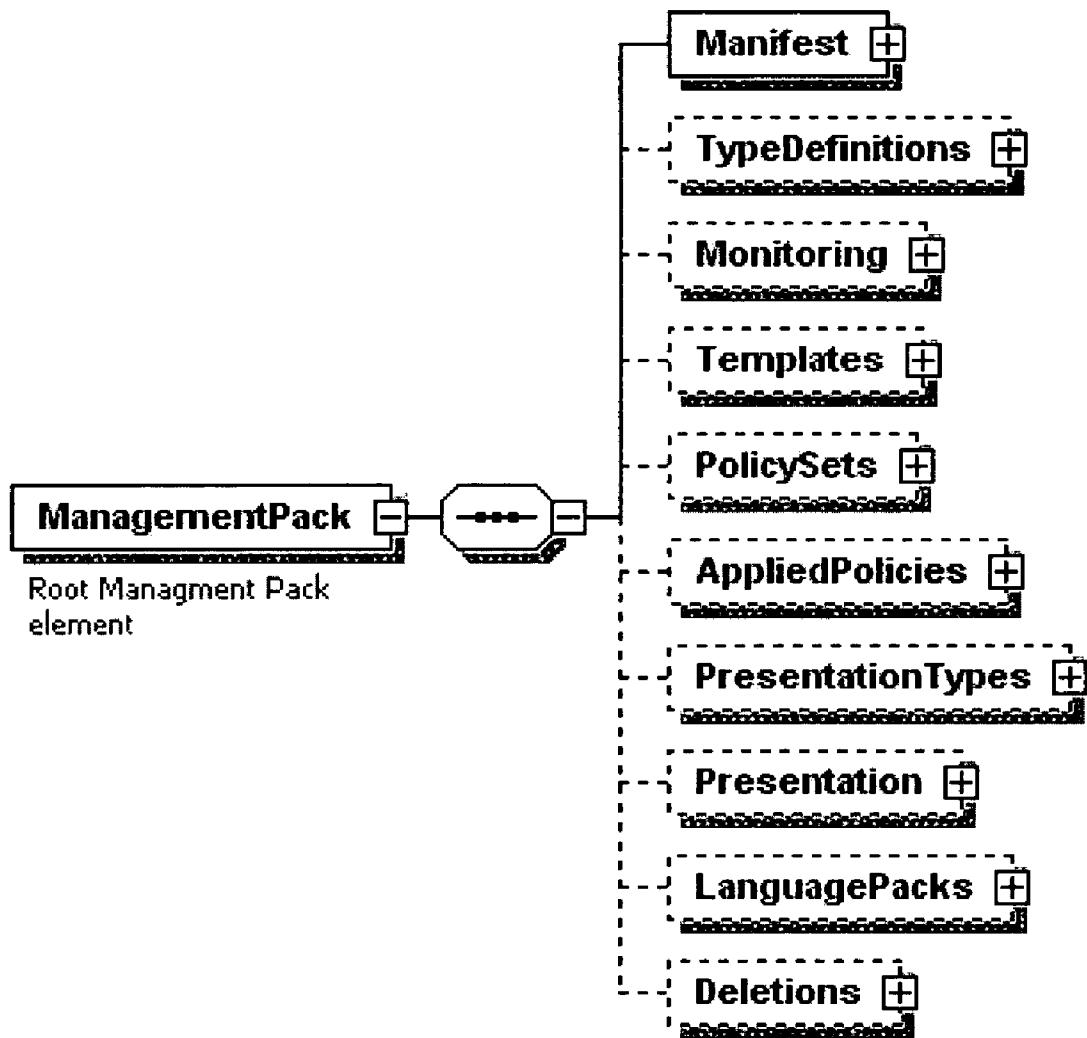 Manifest
TypeDefinitions
Monitoring
Templates
PolicySets
ManagementPack
Root Managment Pack
element
AppliedPolicies
PresentationTypes
Presentation
LanguagePacks
Deletions